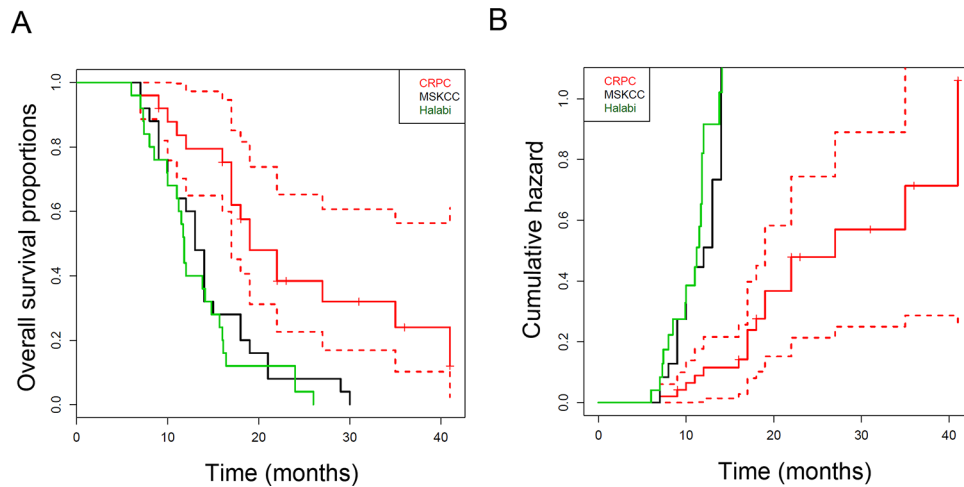 A
B
CRPC
MSKCC
Halabi
CRPC
MSKCC
Halabi
Overall survival proportions
1.0
0.8
0.6
0.4
0.2
0.0
0
10
20
30
40
Time (months)
Cumulative hazard
1.0
0.8
0.6
0.4
0.2
0.0
0
10
20
30
40
Time (months)